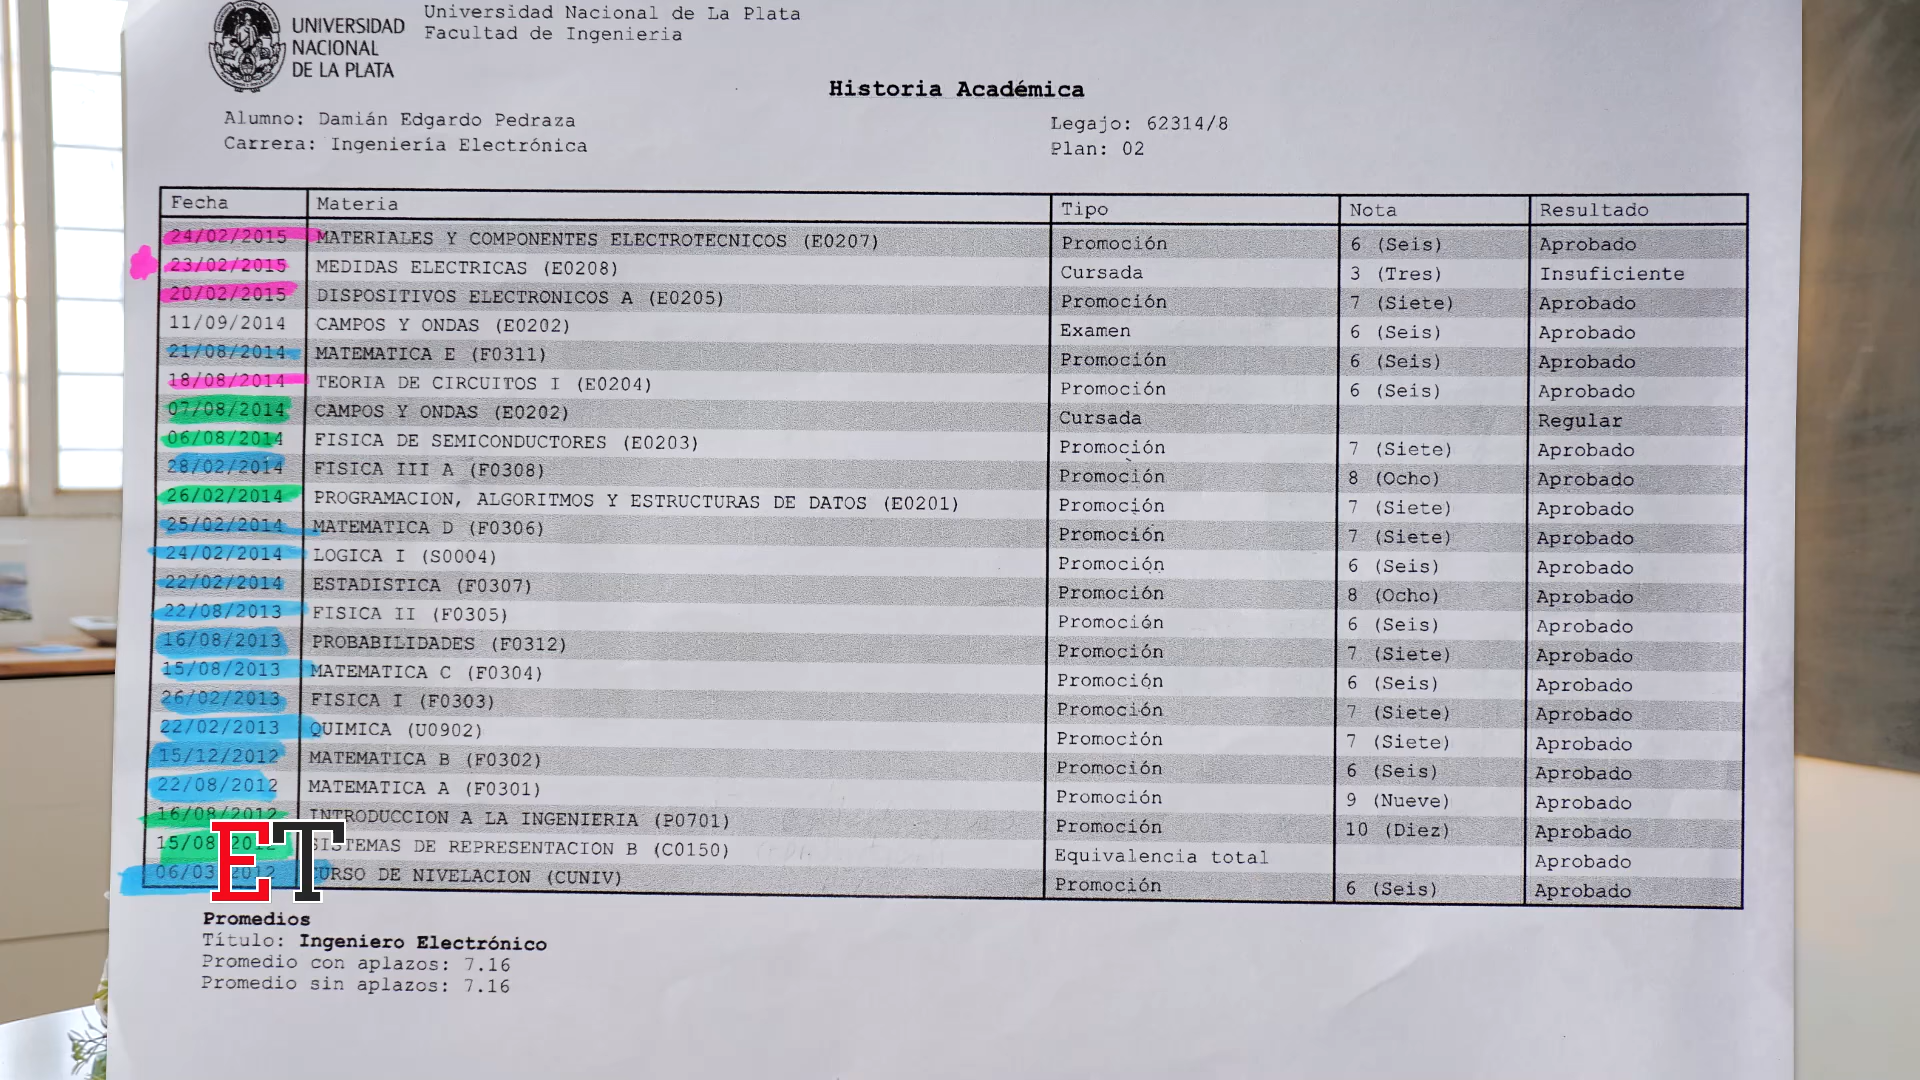 UNIVERSIDAD
NACIONAL
DE LA PLATA
Universidad Nacional de La Plata
Facultad de Ingenieria
Historia Académica
Alumno: Damián Edgardo Pedraza
Legajo: 62314/8
Carrera: Ingeniería Electrónica
Plan: 02
Fecha Materia Tipo Nota Resultado
24/02/2015 MATERIALES Y COMPONENTES ELECTROTECNICOS (E0207) Promoción 6 (Seis) Aprobado
23/02/2015 MEDIDAS ELECTRICAS (E0208) Cursada 3 (Tres) Insuficiente
20/02/2015 DISPOSITIVOS ELECTRONICOS A (E0205) Promoción 7 (Siete) Aprobado
11/09/2014 CAMPOS Y ONDAS (E0202) Examen 6 (Seis) Aprobado
21/08/2014 MATEMATICA E (F0311) Promoción 6 (Seis) Aprobado
18/08/2014 TEORIA DE CIRCUITOS I (E0204) Promoción 6 (Seis) Aprobado
07/08/2014 CAMPOS Y ONDAS (E0202) Cursada Regular
06/08/2014 FISICA DE SEMICONDUCTORES (E0203) Promoción 7 (Siete) Aprobado
28/02/2014 FISICA III A (F0308) Promoción 8 (Ocho) Aprobado
26/02/2014 PROGRAMACION, ALGORITMOS Y ESTRUCTURAS DE DATOS (E0201) Promoción 7 (Siete) Aprobado
25/02/2014 MATEMATICA D (F0306) Promoción 7 (Siete) Aprobado
24/02/2014 LOGICA I (S0004) Promoción 6 (Seis) Aprobado
22/02/2014 ESTADISTICA (F0307) Promoción 8 (Ocho) Aprobado
22/08/2013 FISICA II (F0305) Promoción 6 (Seis) Aprobado
16/08/2013 PROBABILIDADES (F0312) Promoción 7 (Siete) Aprobado
15/08/2013 MATEMATICA C (F0304) Promoción 6 (Seis) Aprobado
26/02/2013 FISICA I (F0303) Promoción 7 (Siete) Aprobado
22/02/2013 QUIMICA (U0902) Promoción 7 (Siete) Aprobado
15/12/2012 MATEMATICA B (F0302) Promoción 6 (Seis) Aprobado
22/08/2012 MATEMATICA A (F0301) Promoción 9 (Nueve) Aprobado
16/08/2012 INTRODUCCION A LA INGENIERIA (P0701) Promoción 10 (Diez) Aprobado
15/08/2012 SISTEMAS DE REPRESENTACION B (C0150) Equivalencia total Aprobado
06/03/2012 CURSO DE NIVELACION (CUNIV) Promoción 6 (Seis) Aprobado
ET
Promedios
Título: Ingeniero Electrónico
Promedio con aplazos: 7.16
Promedio sin aplazos: 7.16